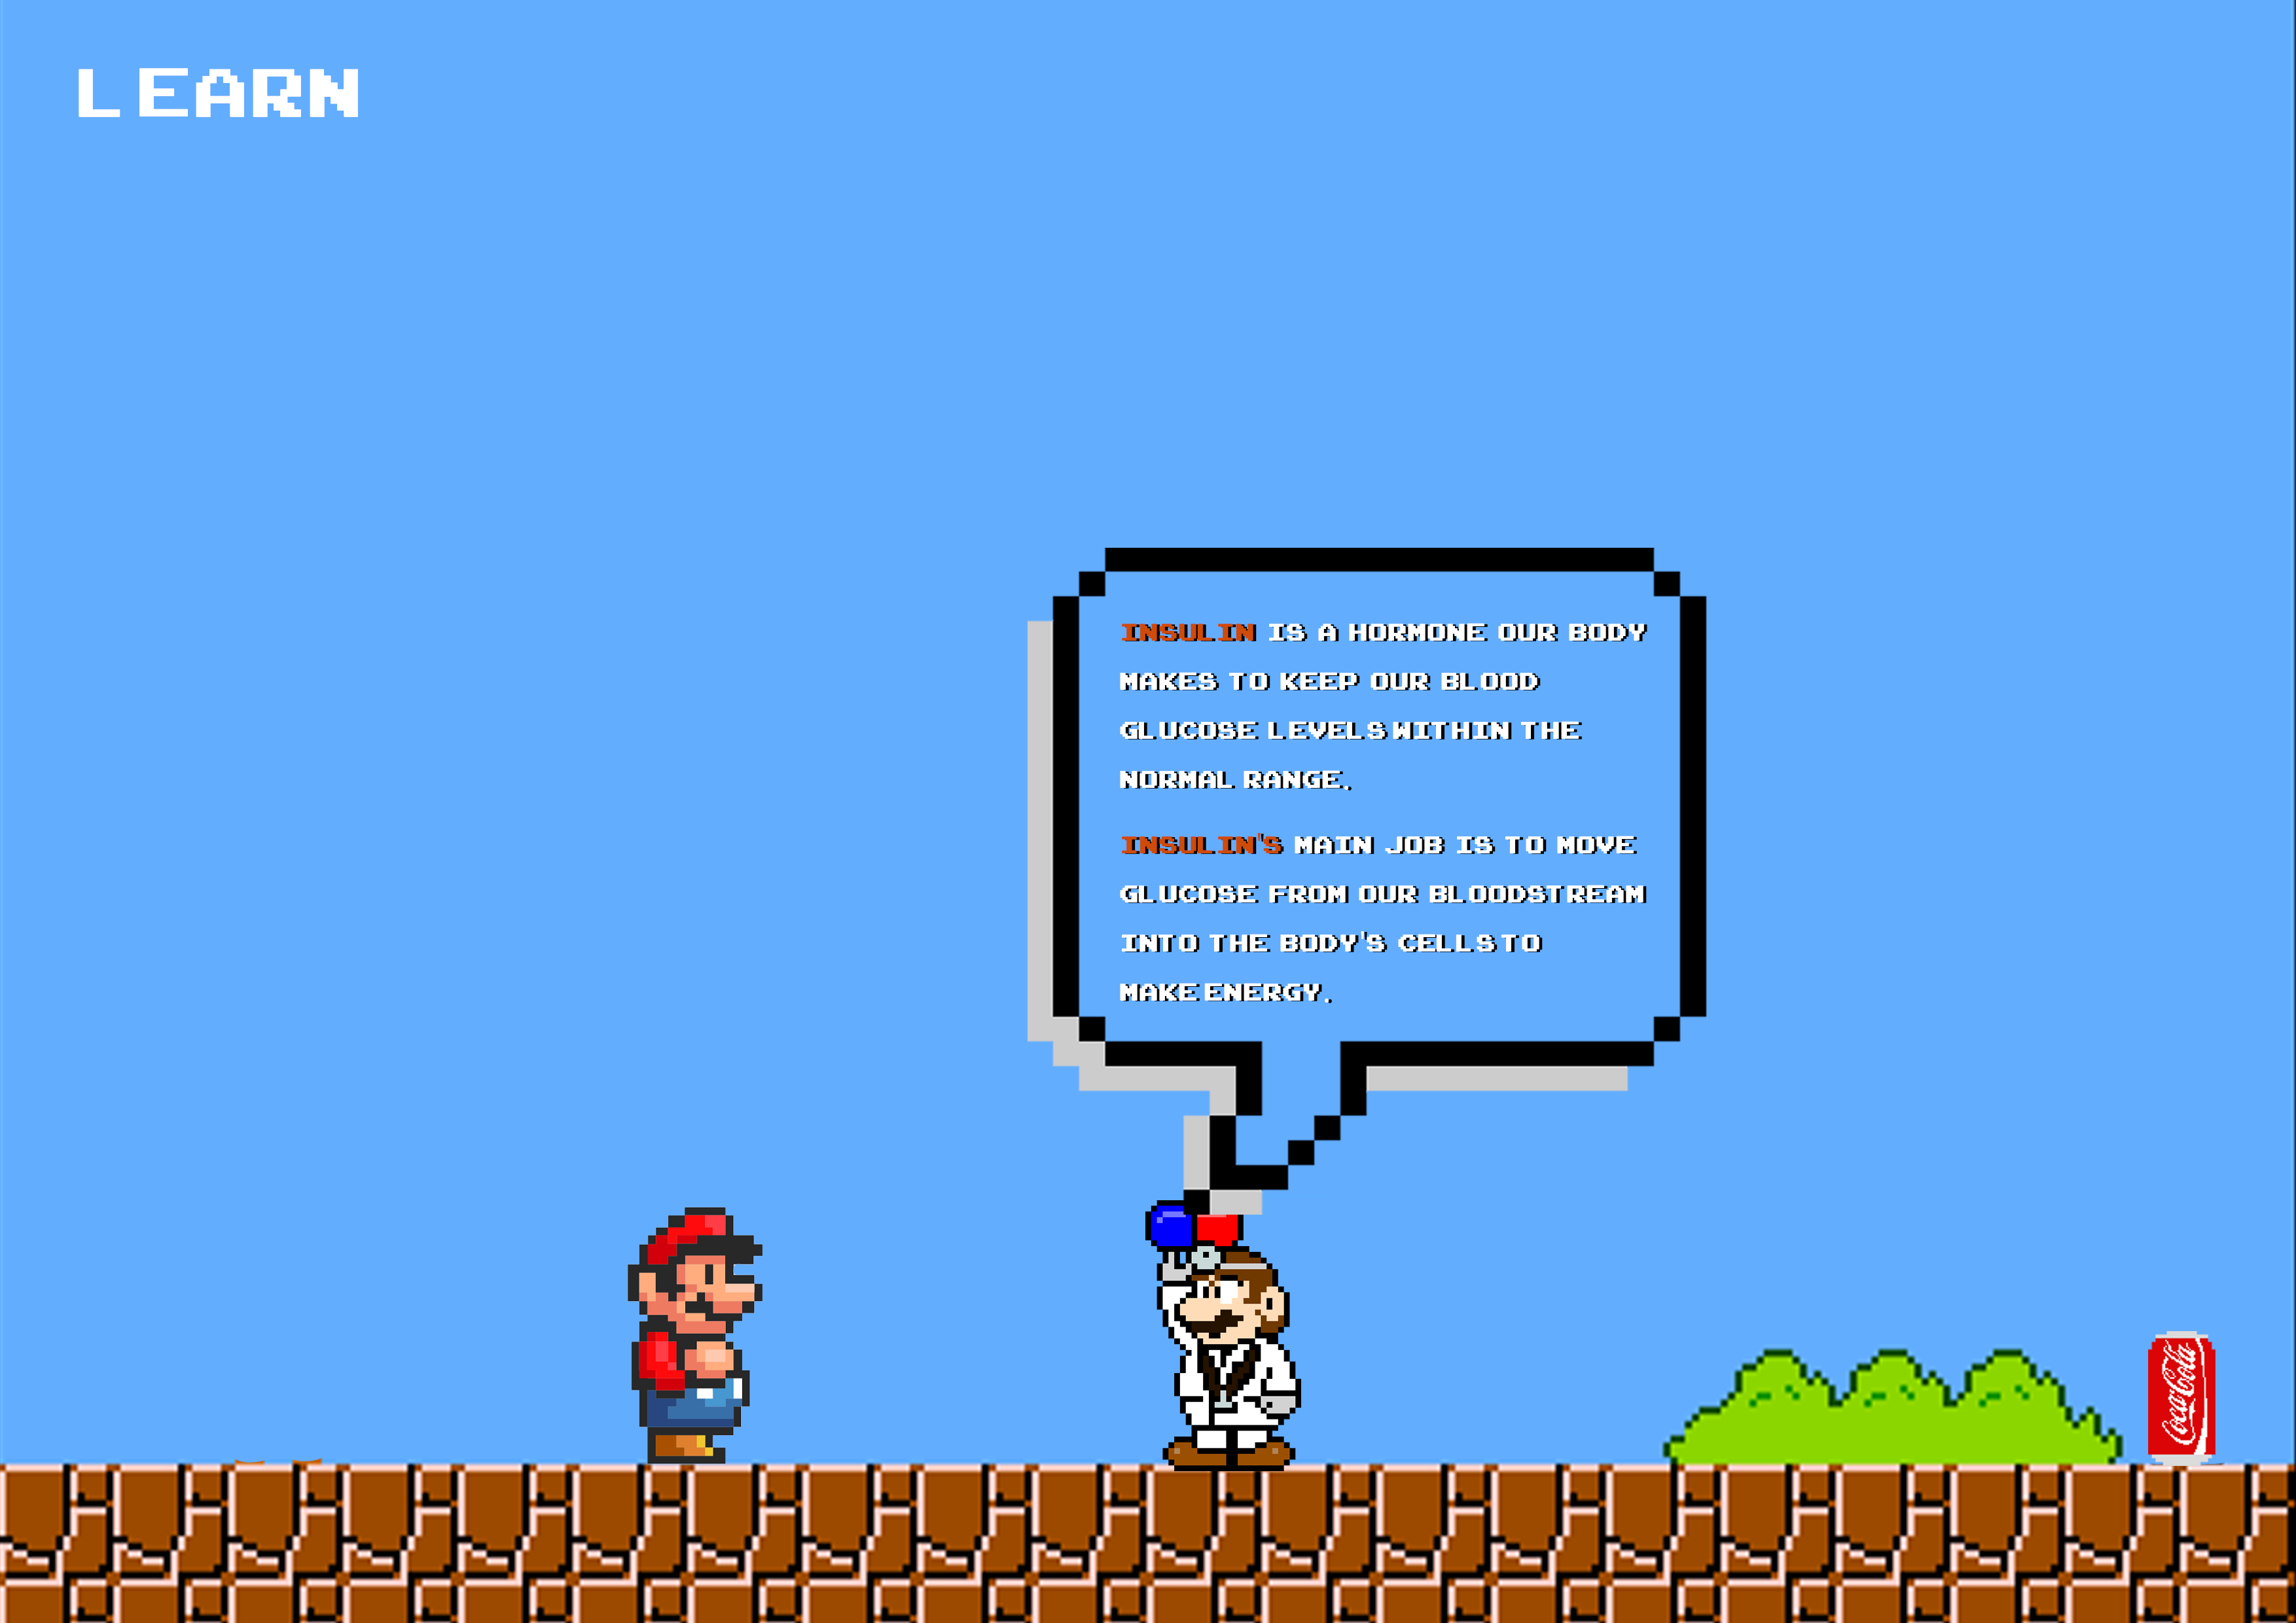 LEARN
INSULIN IS A HORMONE OUR BODY
MAKES TO KEEP OUR BLOOD
GLUCOSE LEVELS WITHIN THE
NORMAL RANGE.
INSULIN'S MAIN JOB IS TO MOVE
GLUCOSE FROM OUR BLOODSTREAM
INTO THE BODY'S CELLS TO
MAKE ENERGY.
Coca-Cola